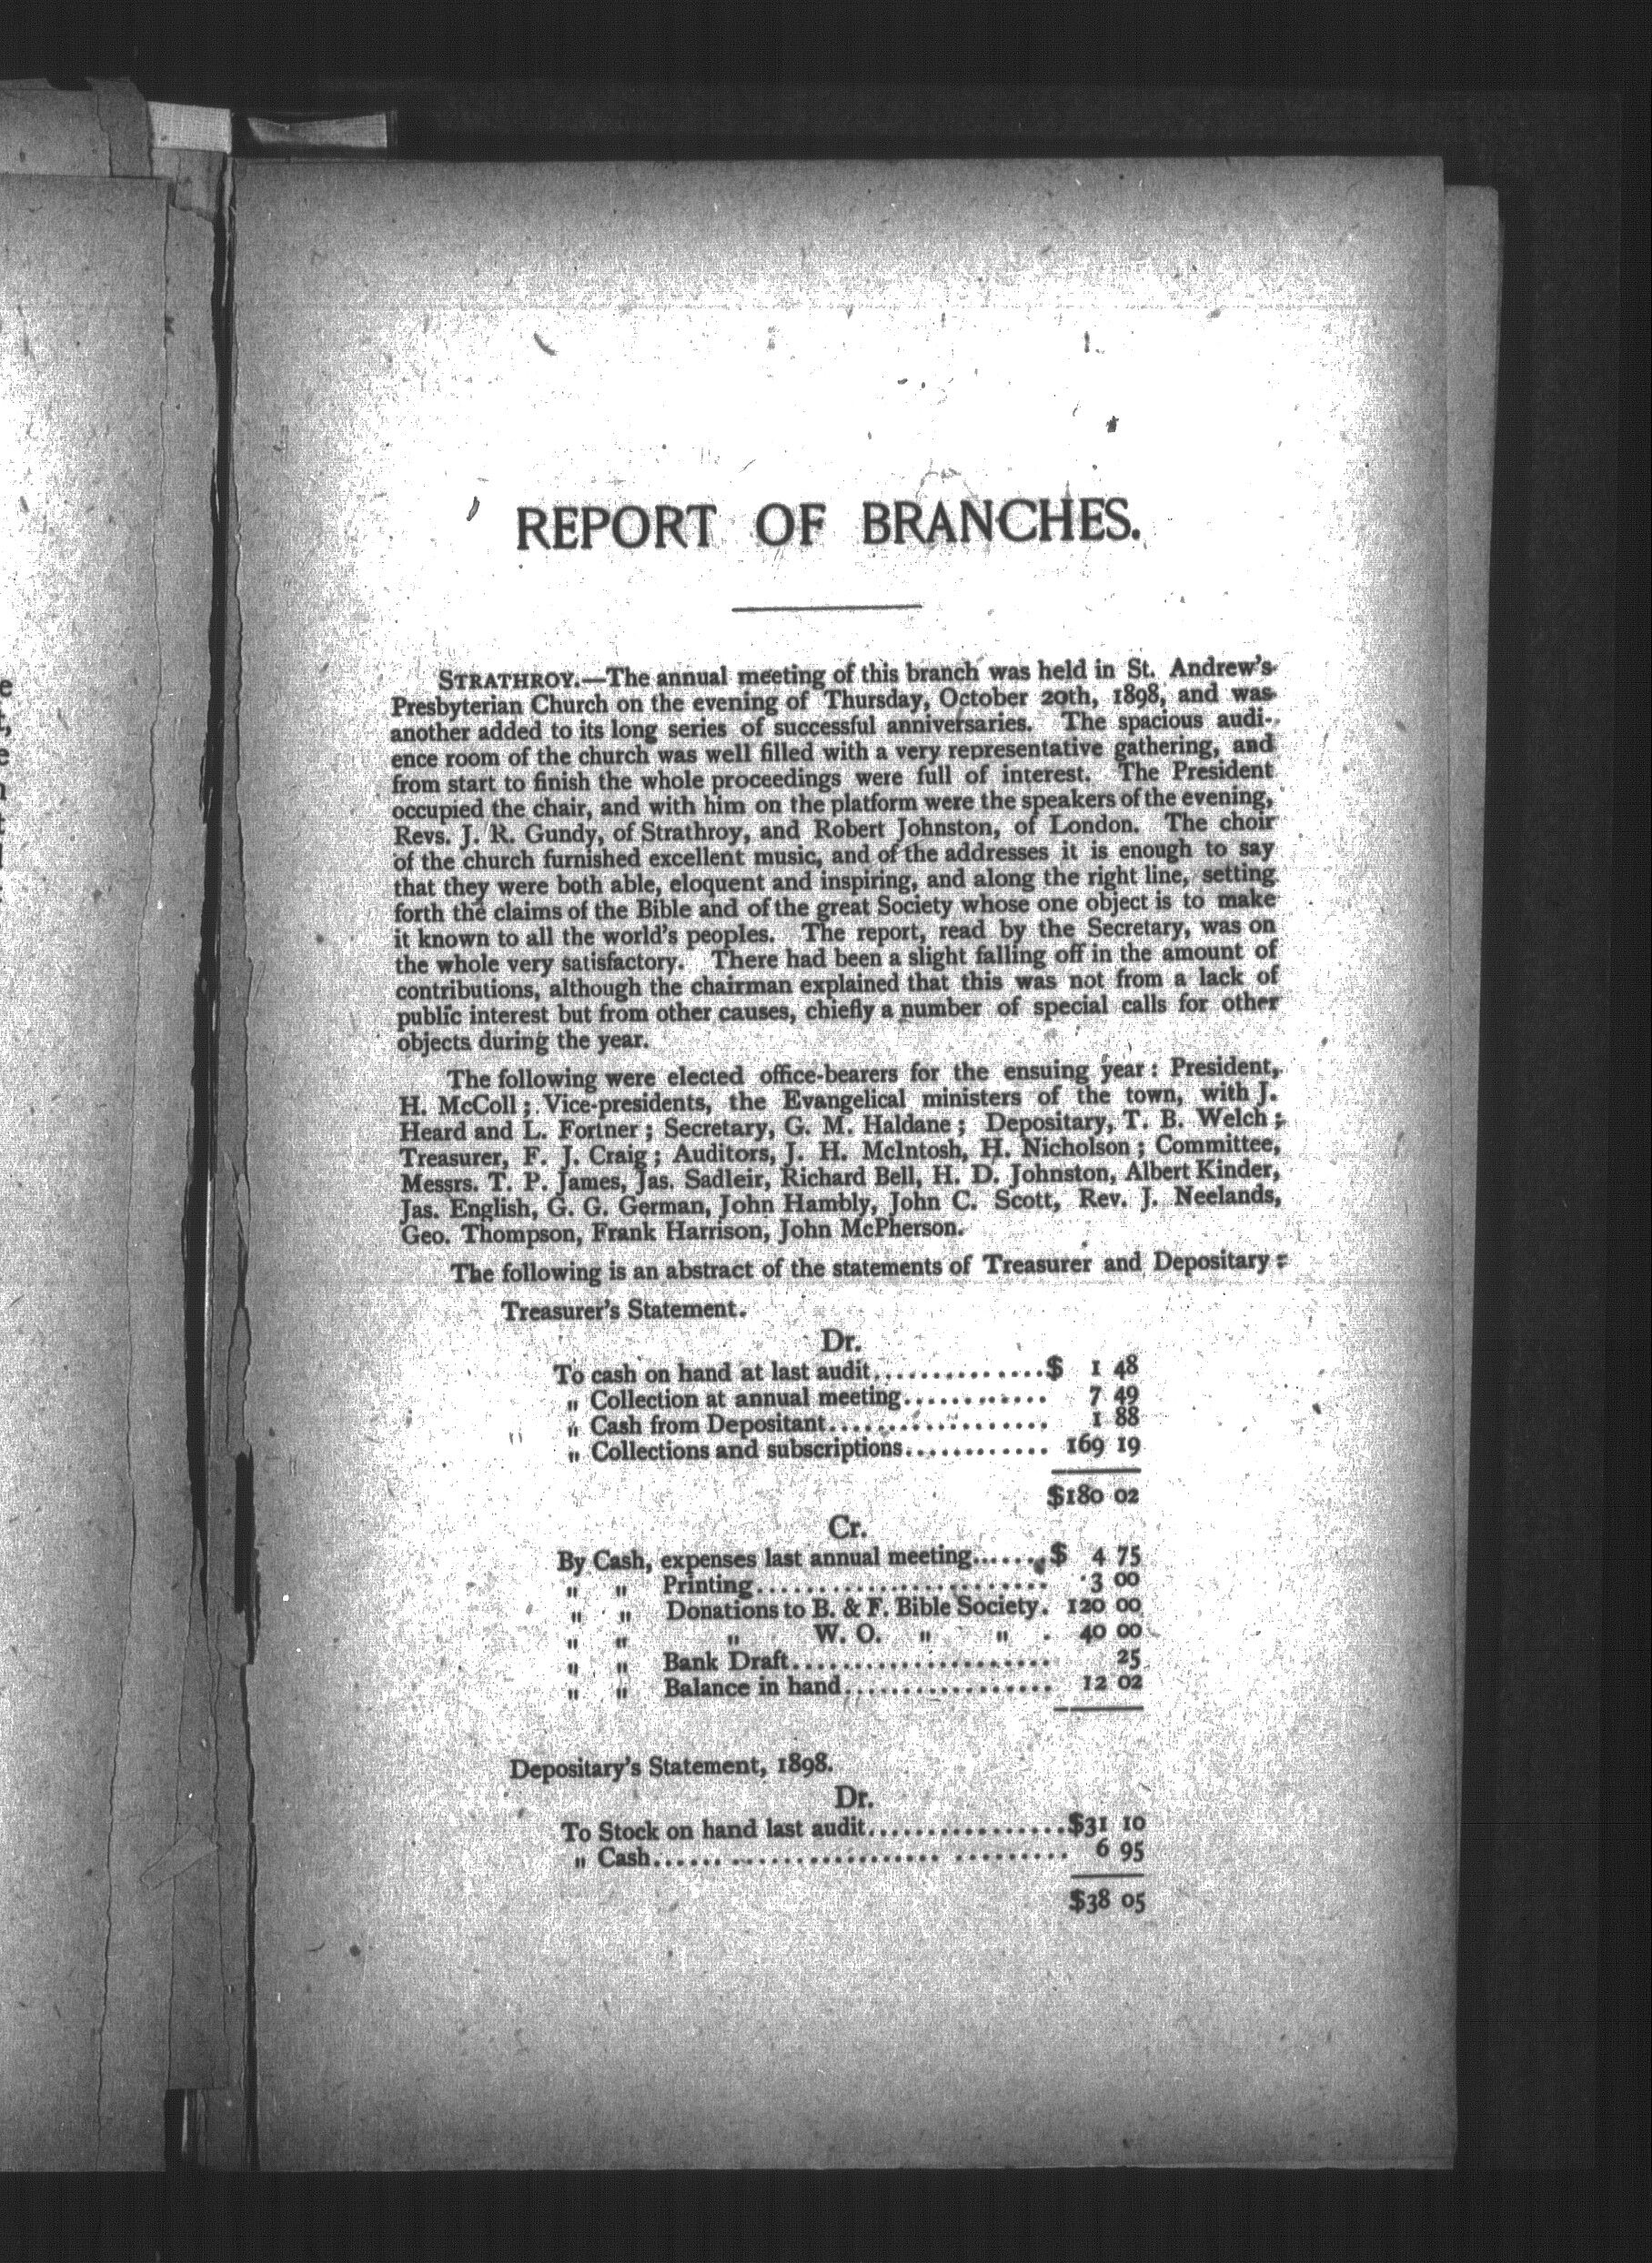 REPORT OF BRANCHES.
STRATHROY.—The annual meeting of this branch was held in St. Andrew's
Presbyterian Church on the evening of Thursday, October 20th, 1898, and was
another added to its long series of successful anniversaries. The spacious audi-
ence room of the church was well filled with a very representative gathering, and
from start to finish the whole proceedings were full of interest. The President
occupied the chair, and with him on the platform were the speakers of the evening,
Revs. J. R. Gundy, of Strathroy, and Robert Johnston, of London. The choir
of the church furnished excellent music, and of the addresses it is enough to say
that they were both able, eloquent and inspiring, and along the right line, setting
forth the claims of the Bible and of the great Society whose one object is to make
it known to all the world's peoples. The report, read by the Secretary, was on
the whole very satisfactory. There had been a slight falling off in the amount of
contributions, although the chairman explained that this was not from a lack of
public interest but from other causes, chiefly a number of special calls for other
objects during the year.
The following were elected office-bearers for the ensuing year: President,
H. McColl; Vice-presidents, the Evangelical ministers of the town, with J.
Heard and L. Fortner; Secretary, G. M. Haldane; Depositary, T. B. Welch;
Treasurer, F. J. Craig; Auditors, J. H. McIntosh, H. Nicholson; Committee,
Messrs. T. P. James, Jas. Sadleir, Richard Bell, H. D. Johnston, Albert Kinder,
Jas. English, G. G. German, John Hambly, John C. Scott, Rev. J. Neelands,
Geo. Thompson, Frank Harrison, John McPherson.
The following is an abstract of the statements of Treasurer and Depositary:
Treasurer's Statement.
Dr.
To cash on hand at last audit..............$ 1 48
" Collection at annual meeting............ 7 49
" Cash from Depositant.................. 1 88
" Collections and subscriptions............ 169 19
$180 02
Cr.
By Cash, expenses last annual meeting......$ 4 75
" " Printing........................ 3 00
" " Donations to B. & F. Bible Society. 120 00
" " " W. O. " " . 40 00
" " Bank Draft..................... 25
" " Balance in hand................. 12 02
Depositary's Statement, 1898.
Dr.
To Stock on hand last audit................$31 10
" Cash.................................. 6 95
$38 05